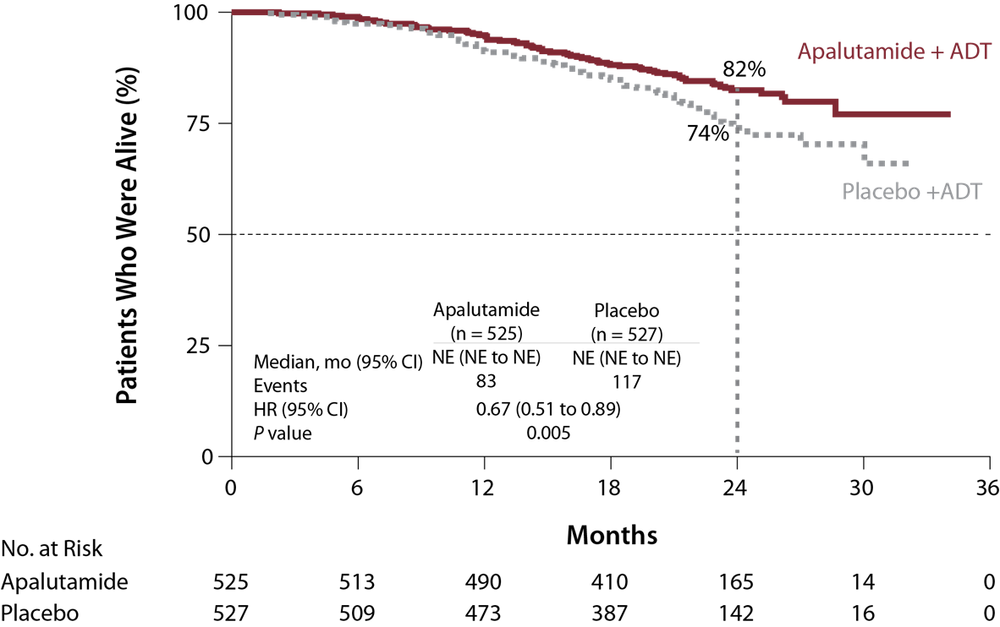 Patients Who Were Alive (%)
100
75
50
25
0
Apalutamide + ADT
82%
74%
Placebo +ADT
Apalutamide Placebo
(n = 525) (n = 527)
Median, mo (95% CI) NE (NE to NE) NE (NE to NE)
Events 83 117
HR (95% CI) 0.67 (0.51 to 0.89)
P value 0.005
0 6 12 18 24 30 36
Months
No. at Risk
Apalutamide 525 513 490 410 165 14 0
Placebo 527 509 473 387 142 16 0